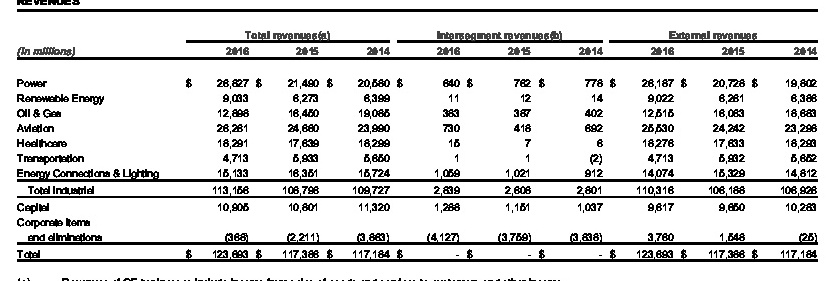 REVENUES
Total revenues(a) Intersegment revenues(b) External revenues
(In millions) 2016 2015 2014 2016 2015 2014 2016 2015 2014
Power $ 26,827 $ 21,490 $ 20,580 $ 640 $ 762 $ 778 $ 26,187 $ 20,728 $ 19,802
Renewable Energy 9,033 6,273 6,399 11 12 14 9,022 6,261 6,386
Oil & Gas 12,898 16,450 19,085 383 387 402 12,515 16,063 18,683
Aviation 26,261 24,660 23,990 730 418 692 25,530 24,242 23,298
Healthcare 18,291 17,639 18,299 15 7 6 18,276 17,633 18,293
Transportation 4,713 5,933 5,650 1 1 (2) 4,713 5,932 5,652
Energy Connections & Lighting 15,133 16,351 15,724 1,059 1,021 912 14,074 15,329 14,812
Total industrial 113,156 108,796 109,727 2,839 2,608 2,801 110,316 106,188 106,926
Capital 10,905 10,801 11,320 1,288 1,151 1,037 9,617 9,650 10,283
Corporate items
and eliminations (368) (2,211) (3,863) (4,127) (3,759) (3,838) 3,760 1,548 (25)
Total $ 123,693 $ 117,386 $ 117,184 $ - $ - $ - $ 123,693 $ 117,386 $ 117,184